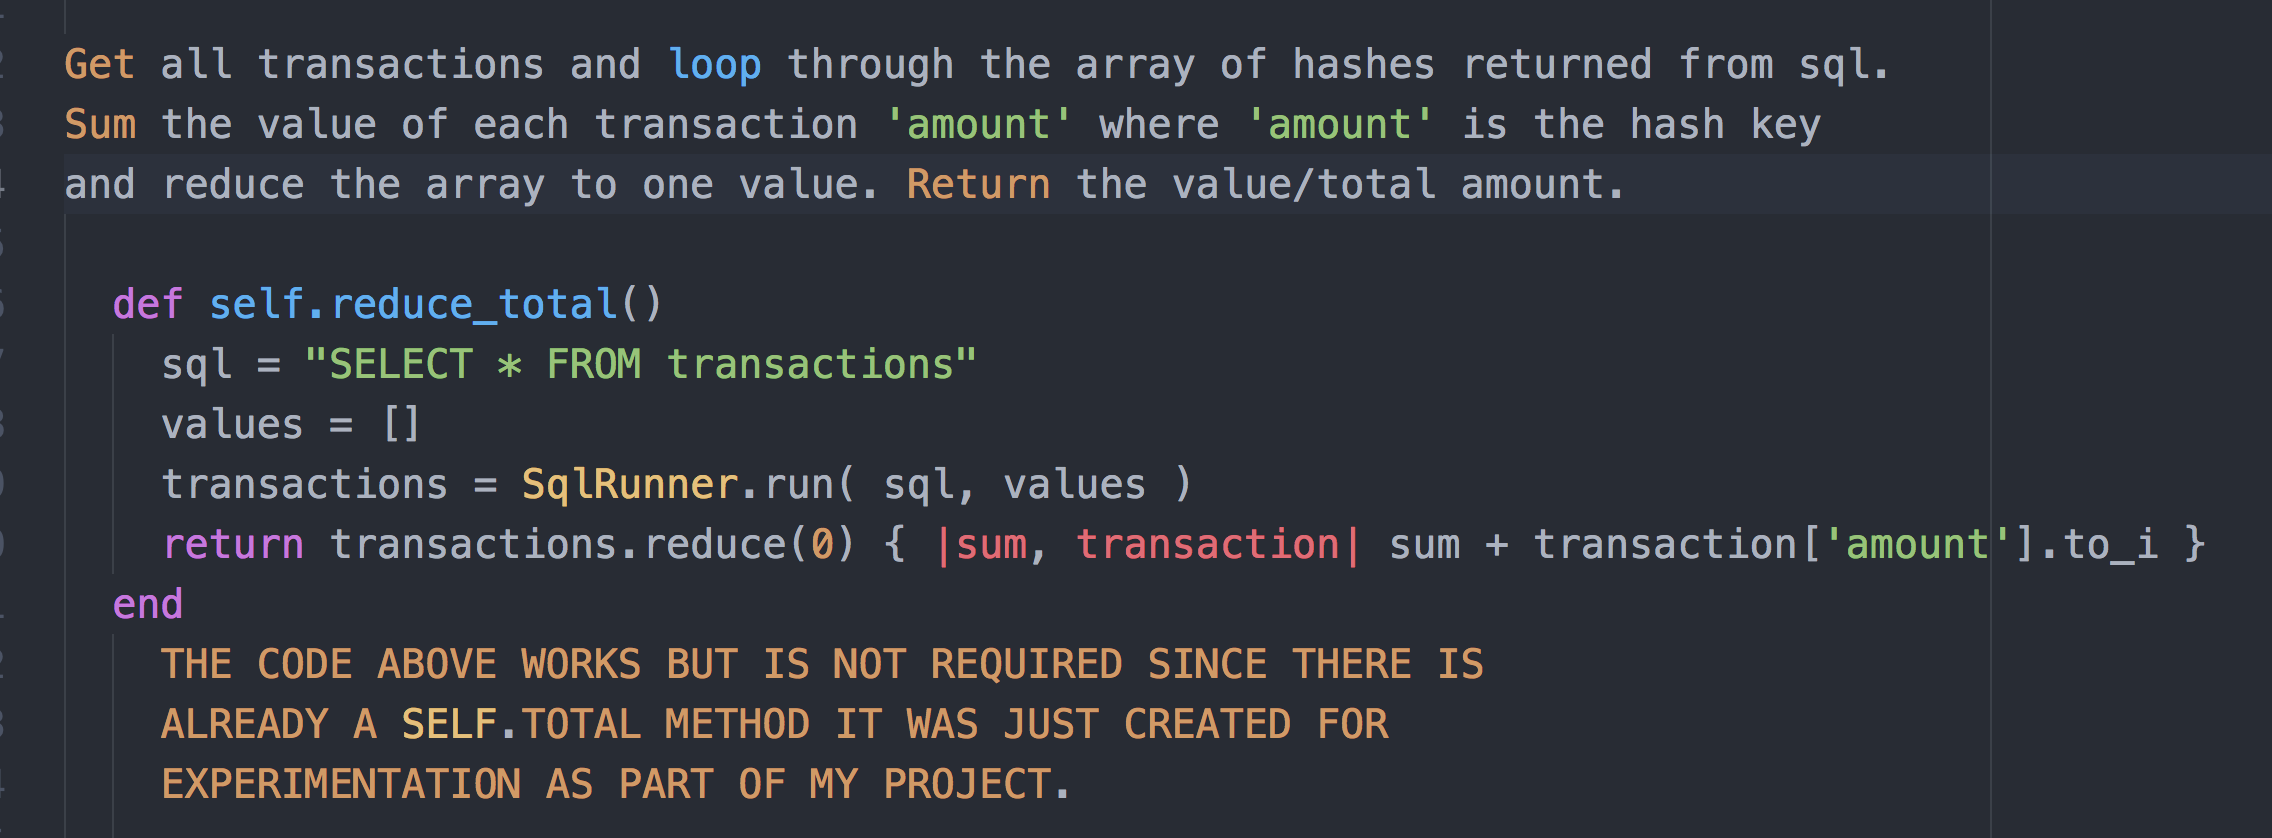 Get all transactions and loop through the array of hashes returned from sql.
Sum the value of each transaction 'amount' where 'amount' is the hash key
and reduce the array to one value. Return the value/total amount.
def self.reduce_total()
sql = "SELECT * FROM transactions"
values = []
transactions = SqlRunner.run( sql, values )
return transactions.reduce(0) { |sum, transaction| sum + transaction['amount'].to_i }
end
THE CODE ABOVE WORKS BUT IS NOT REQUIRED SINCE THERE IS
ALREADY A SELF.TOTAL METHOD IT WAS JUST CREATED FOR
EXPERIMENTATION AS PART OF MY PROJECT.